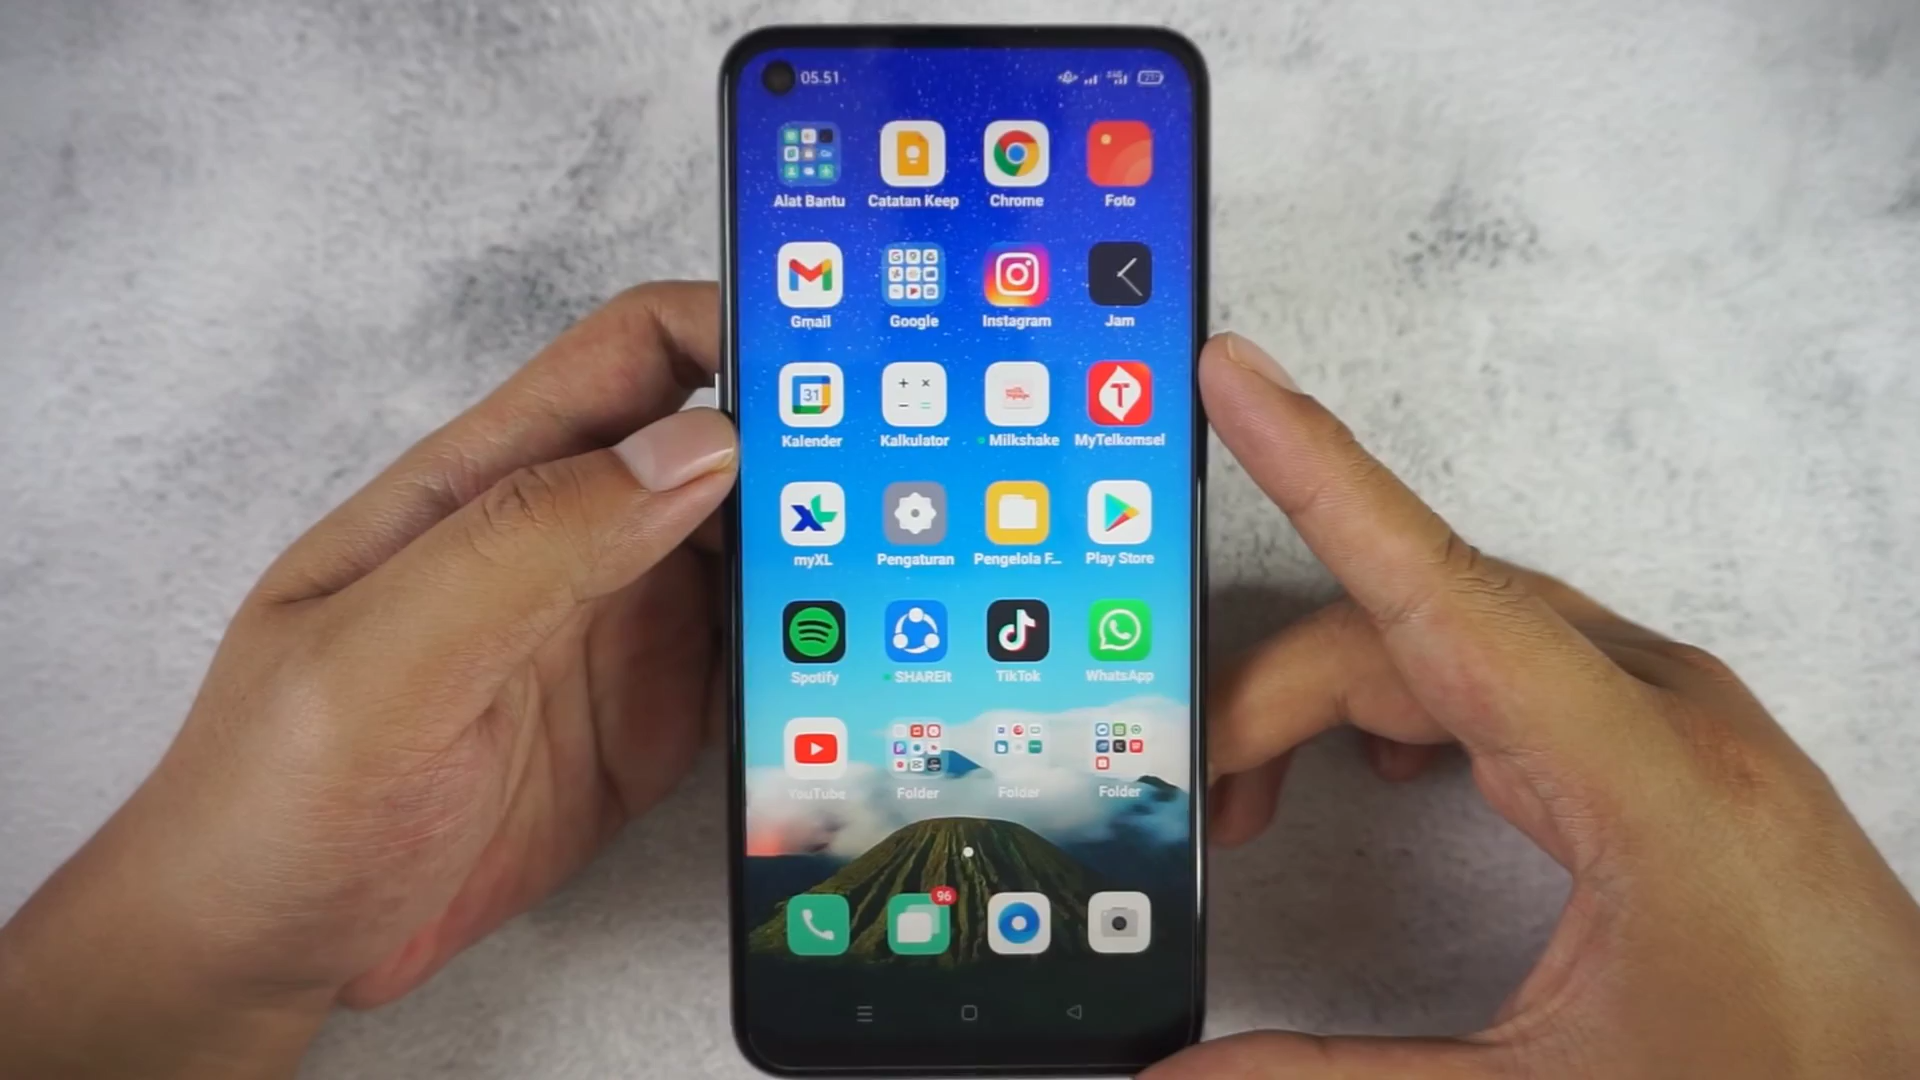 05.51
Alat Bantu Catatan Keep Chrome Foto
Gmail Google Instagram Jam
31
Kalender Kalkulator Milkshake MyTelkomsel
myXL Pengaturan Pengelola F... Play Store
Spotify SHAREit TikTok WhatsApp
YouTube Folder Folder Folder
96